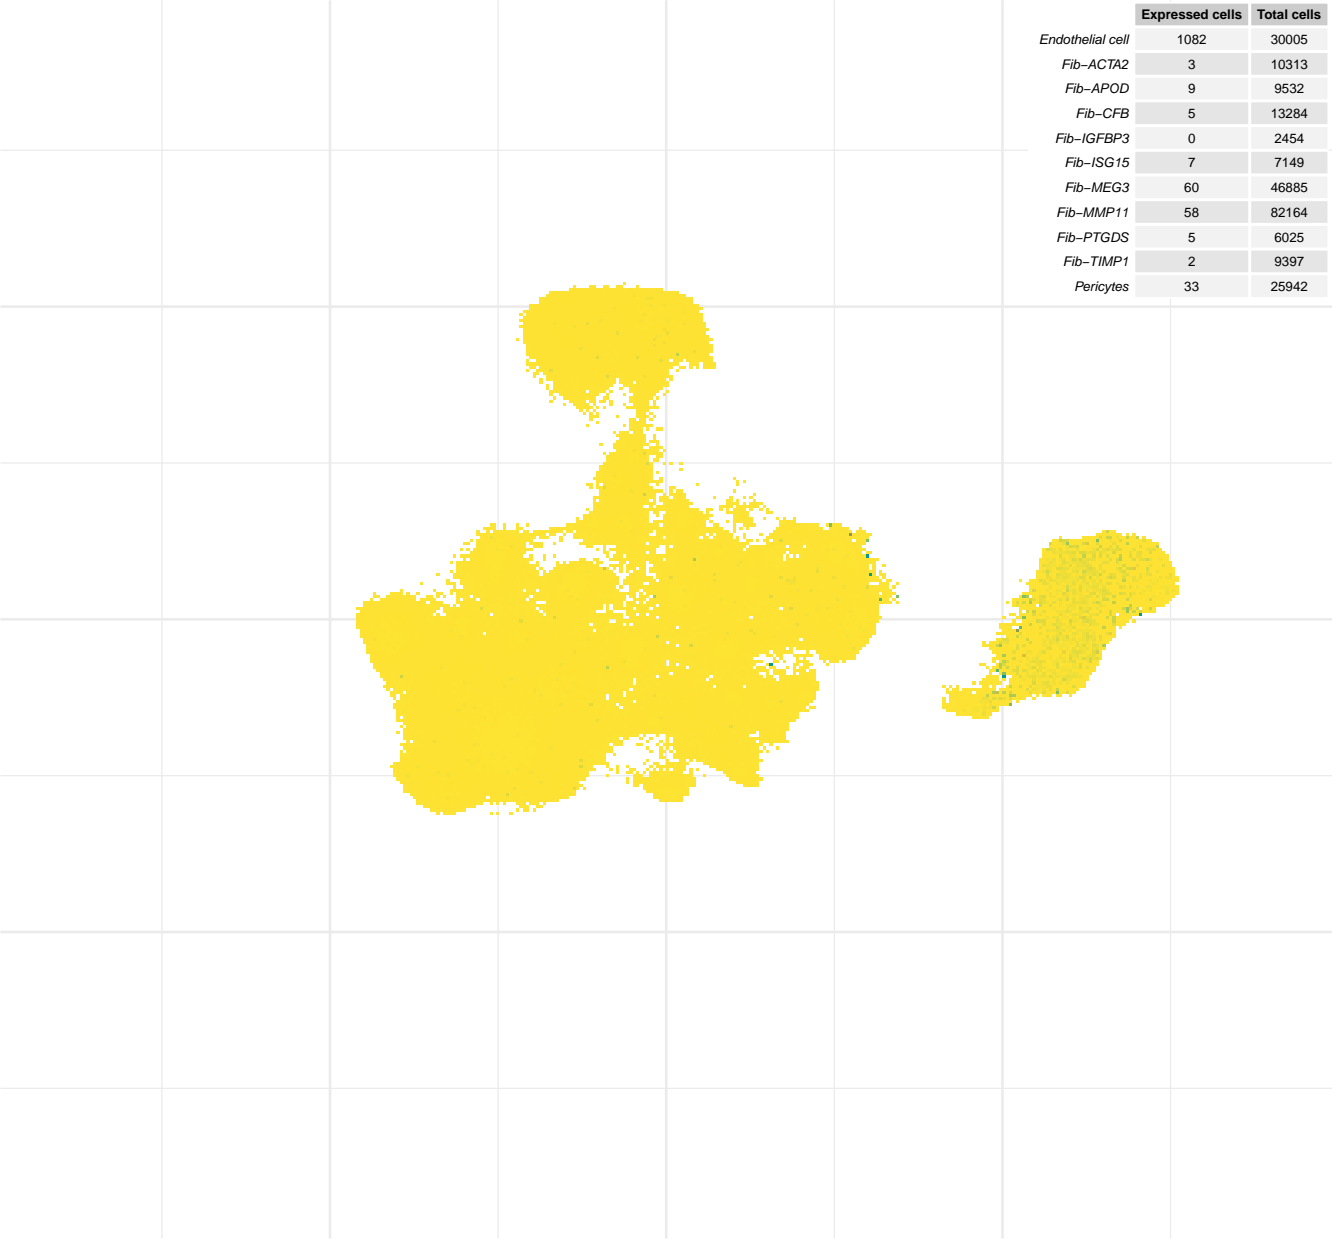 Expressed cells Total cells
Endothelial cell 1082 30005
Fib−ACTA2 3 10313
Fib−APOD 9 9532
Fib−CFB 5 13284
Fib−IGFBP3 0 2454
Fib−ISG15 7 7149
Fib−MEG3 60 46885
Fib−MMP11 58 82164
Fib−PTGDS 5 6025
Fib−TIMP1 2 9397
Pericytes 33 25942